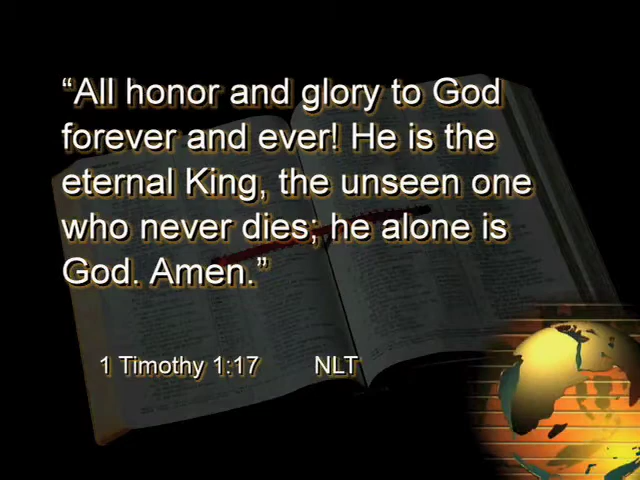 “All honor and glory to God
forever and ever! He is the
eternal King, the unseen one
who never dies; he alone is
God. Amen.”
1 Timothy 1:17 NLT